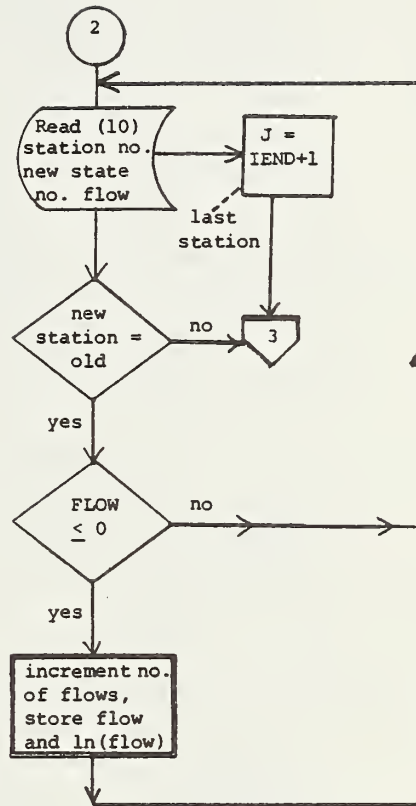 2
Read (10)
station no.
new state
no. flow
J =
IEND+1
last
station
new
station =
old
no
3
yes
FLOW
≤ 0
no
yes
increment no.
of flows,
store flow
and ln(flow)